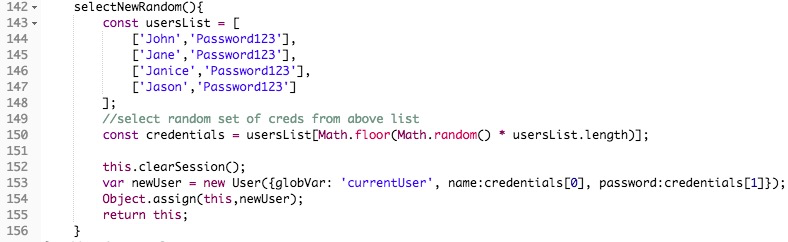 142 selectNewRandom(){
143 const usersList = [
144 ['John','Password123'],
145 ['Jane','Password123'],
146 ['Janice','Password123'],
147 ['Jason','Password123']
148 ];
149 //select random set of creds from above list
150 const credentials = usersList[Math.floor(Math.random() * usersList.length)];
151
152 this.clearSession();
153 var newUser = new User({globVar: 'currentUser', name:credentials[0], password:credentials[1]});
154 Object.assign(this,newUser);
155 return this;
156 }